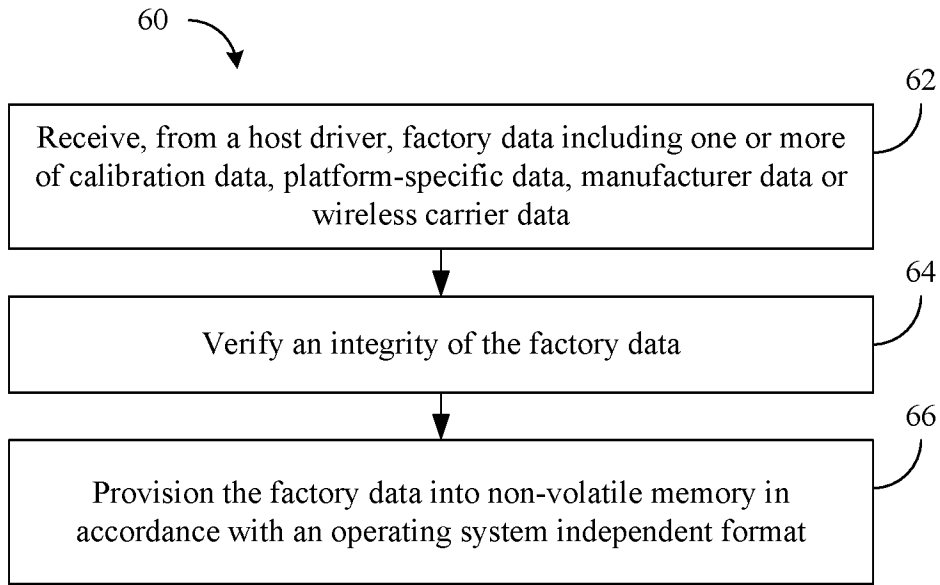 60
62
Receive, from a host driver, factory data including one or more
of calibration data, platform-specific data, manufacturer data or
wireless carrier data
64
Verify an integrity of the factory data
66
Provision the factory data into non-volatile memory in
accordance with an operating system independent format